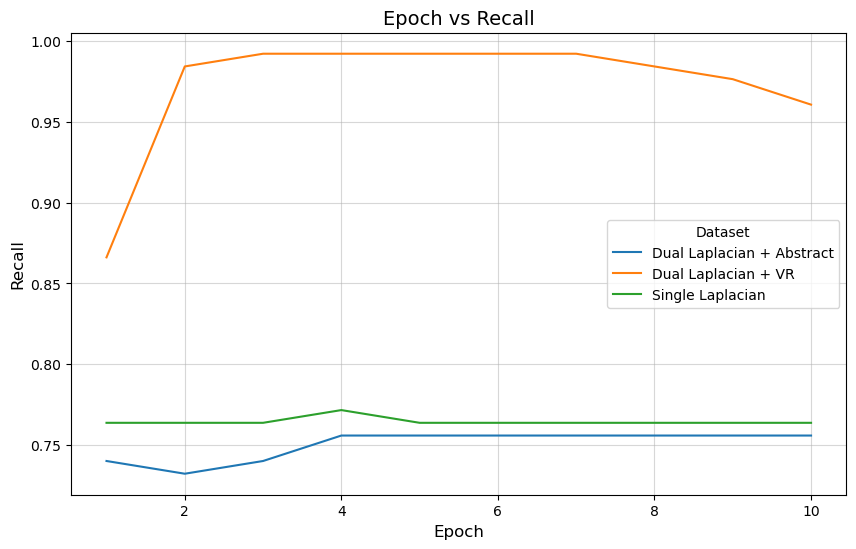 Epoch vs Recall
1.00
0.95
0.90
0.85
0.80
0.75
Recall
Dataset
Dual Laplacian + Abstract
Dual Laplacian + VR
Single Laplacian
2
4
6
8
10
Epoch